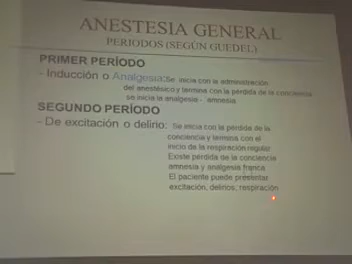 ANESTESIA GENERAL
PERIODOS (SEGÚN GUEDEL)
PRIMER PERÍODO
- Inducción o Analgesia:Se inicia con la administración
del anestésico y termina con la pérdida de la conciencia
se inicia la analgesia - amnesia
SEGUNDO PERÍODO
- De excitación o delirio: Se inicia con la pérdida de la
conciencia y termina con el
inicio de la respiración regular
Existe pérdida de la conciencia
amnesia y analgesia franca
El paciente puede presentar
excitación, delirios, respiración